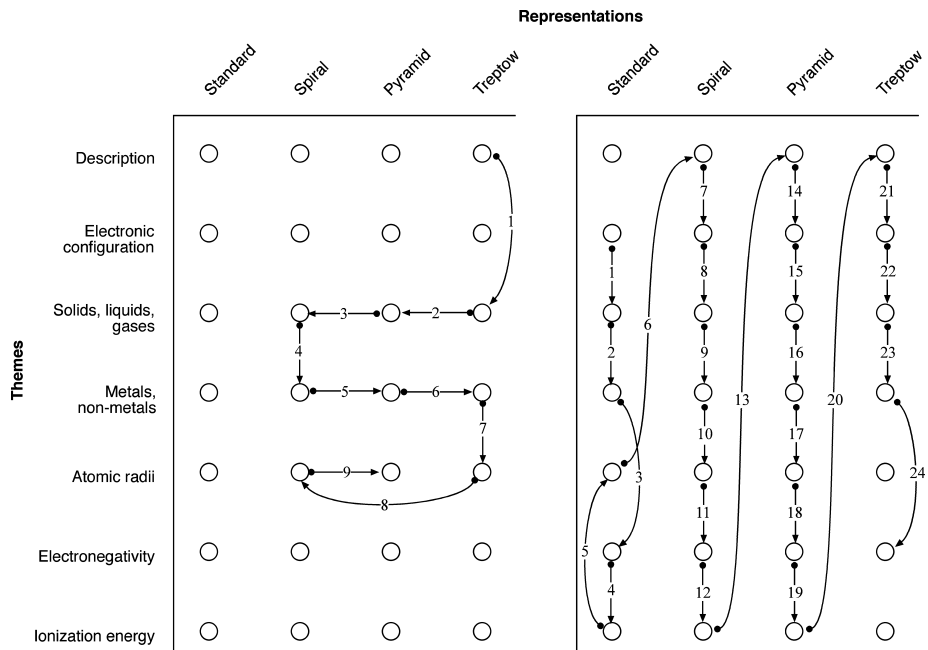 Representations
Standard Spiral Pyramid Treptow Standard Spiral Pyramid Treptow
Themes
Description
Electronic
configuration
Solids, liquids,
gases
Metals,
non-metals
Atomic radii
Electronegativity
Ionization energy
1
3 2
4
5 6
7
9
8
1
2
3
4
5
6
7
8
9
10
11
12
13
14
15
16
17
18
19
20
21
22
23
24